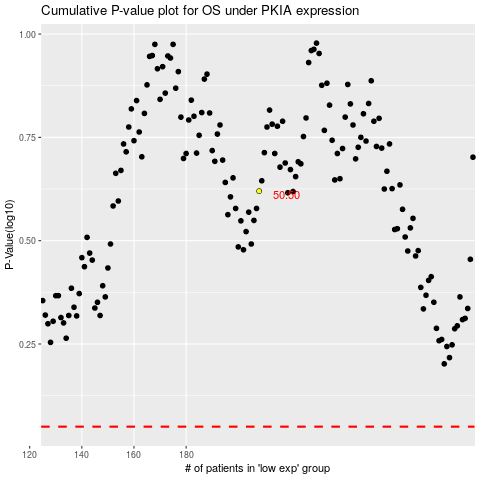 Cumulative P-value plot for OS under PKIA expression
P-Value(log10)
1.00
0.75
0.50
0.25
50:50
120 140 160 180
# of patients in 'low exp' group